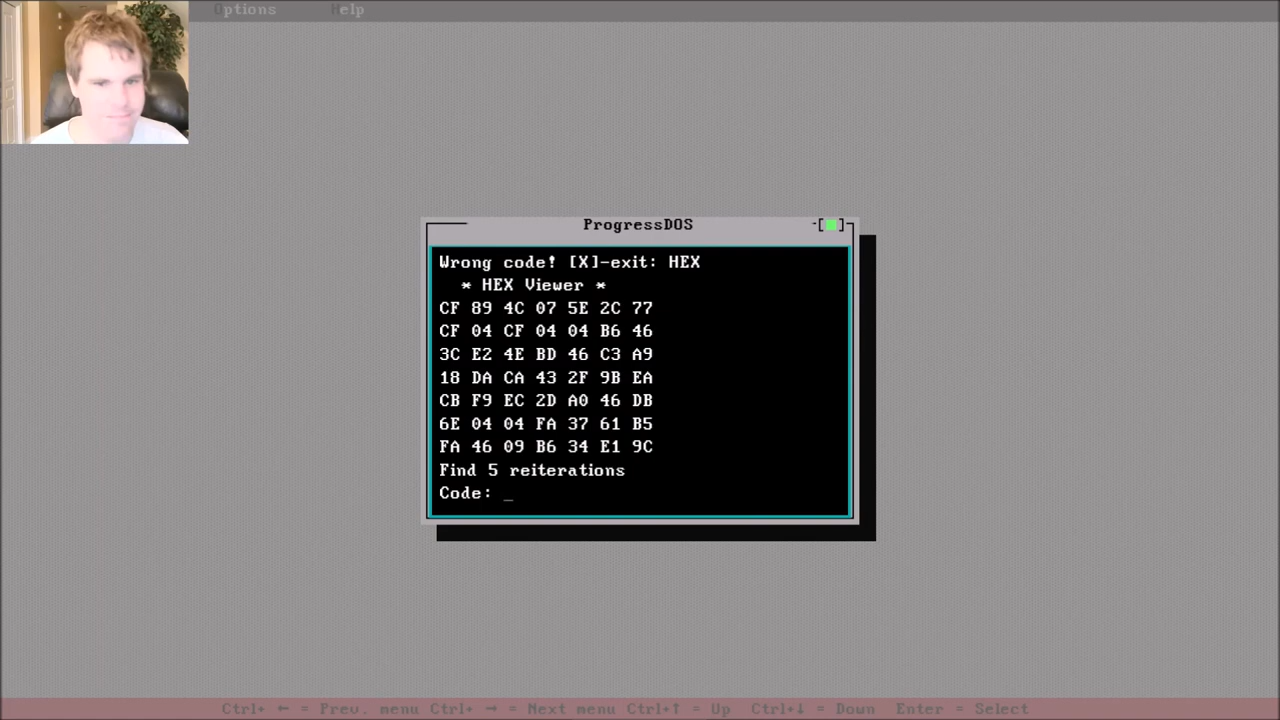 Options Help
ProgressDOS
Wrong code! [X]-exit: HEX
* HEX Viewer *
CF 89 4C 07 5E 2C 77
CF 04 CF 04 04 B6 46
3C E2 4E BD 46 C3 A9
18 DA CA 43 2F 9B EA
CB F9 EC 2D A0 46 DB
6E 04 04 FA 37 61 B5
FA 46 09 B6 34 E1 9C
Find 5 reiterations
Code: _
Ctrl+ ← = Prev. menu Ctrl+ → = Next menu Ctrl+↑ = Up Ctrl+↓ = Down Enter = Select